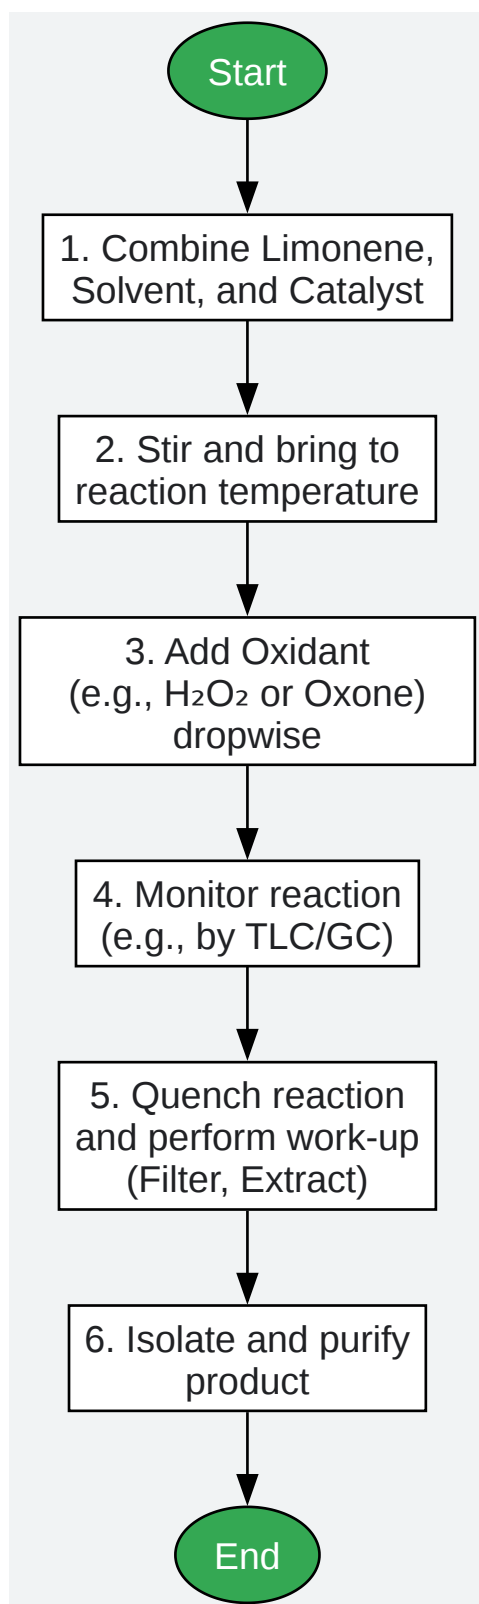 Start
1. Combine Limonene,
Solvent, and Catalyst
2. Stir and bring to
reaction temperature
3. Add Oxidant
(e.g., H₂O₂ or Oxone)
dropwise
4. Monitor reaction
(e.g., by TLC/GC)
5. Quench reaction
and perform work-up
(Filter, Extract)
6. Isolate and purify
product
End